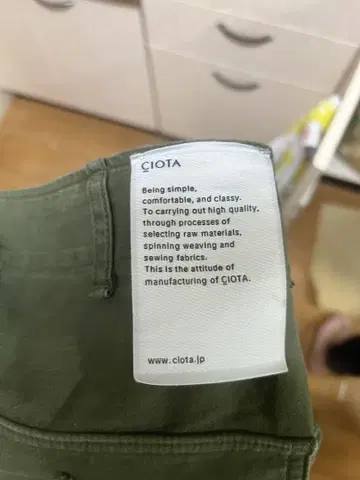 ÇIOTA
Being simple,
comfortable, and classy.
To carrying out high quality,
through processes of
selecting raw materials,
spinning weaving and
sewing fabrics.
This is the attitude of
manufacturing of ÇIOTA.
www.ciota.jp